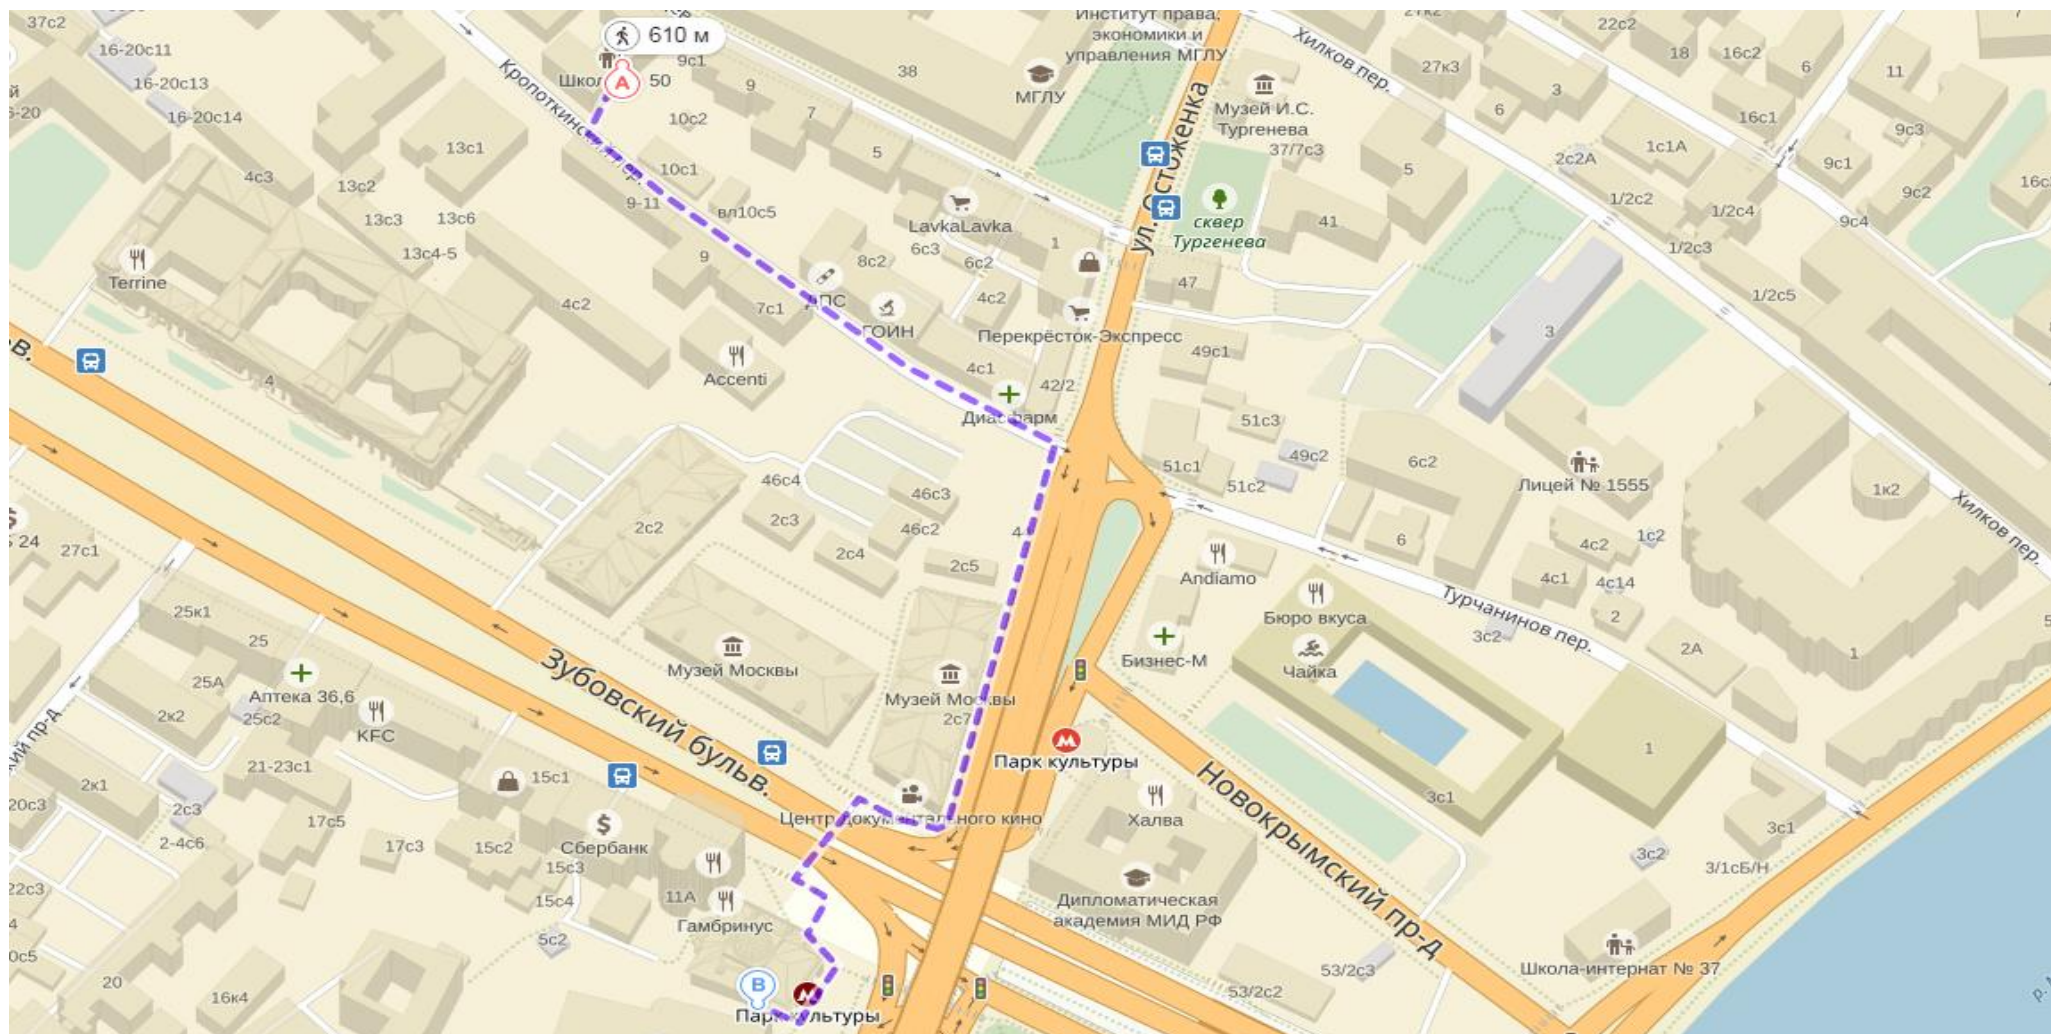 37с2
16-20с11
16-20с13
16-20с14
13с1
4с3
13с2
13с3
13с6
13с4-5
Terrine
4
4с2
610 м
9с1
50
А
9
7
38
10с2
10с1
5
вл10с5
9-11
9
7с1
8с2
6с3
6с2
4с2
LavkaLavka
1
ГОИН
Перекрёсток-Экспресс
4с1
42/2
Accenti
Институт права,
экономики и
управления МГЛУ
МГЛУ
Музей И.С.
Тургенева
37/7с3
сквер
Тургенева
41
47
49с1
51с3
49с2
51с1
51с2
Хилков пер.
27к3
22с2
18
16с2
6
11
3
6
16с1
9с3
1с1А
2с2А
9с1
9с2
1/2с2
1/2с4
9с4
1/2с3
1/2с5
5
3
6с2
Лицей № 1555
1к2
Хилков пер.
1с2
4с2
4с1
4с14
2
6
Andiamo
Бюро вкуса
Турчанинов пер.
3с2
2А
1
Чайка
Бизнес-М
3с1
1
3с1
3с2
3/1сБ/Н
46с4
46с3
2с3
46с2
2с2
2с4
2с5
Музей Москвы
Музей Москвы
2с7
27с1
25к1
25
25А
Аптека 36,6
2к2
25с2
KFC
Зубовский бульв.
21-23с1
15с1
2к1
2с3
2-4с6
17с5
17с3
15с2
Сбербанк
15с3
15с4
11А
Гамбринус
5с2
20
16к4
B
Парк культуры
Центр документального кино
Парк культуры
Халва
Дипломатическая
академия МИД РФ
Новокрымский пр-д
53/2с3
53/2с2
Школа-интернат № 37